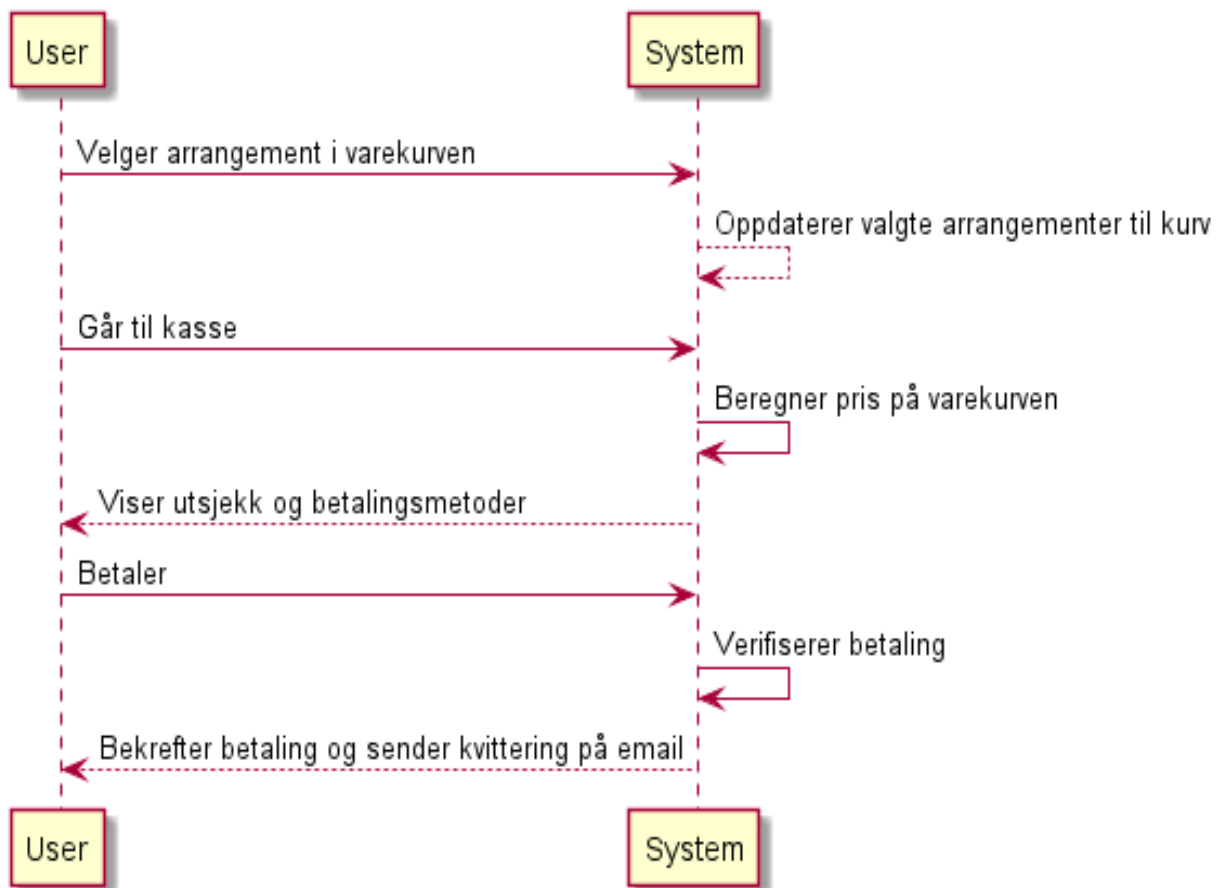 User
System
Velger arrangement i varekurven
Oppdaterer valgte arrangementer til kurv
Går til kasse
Beregner pris på varekurven
Viser utsjekk og betalingsmetoder
Betaler
Verifiserer betaling
Bekrefter betaling og sender kvittering på email
User
System